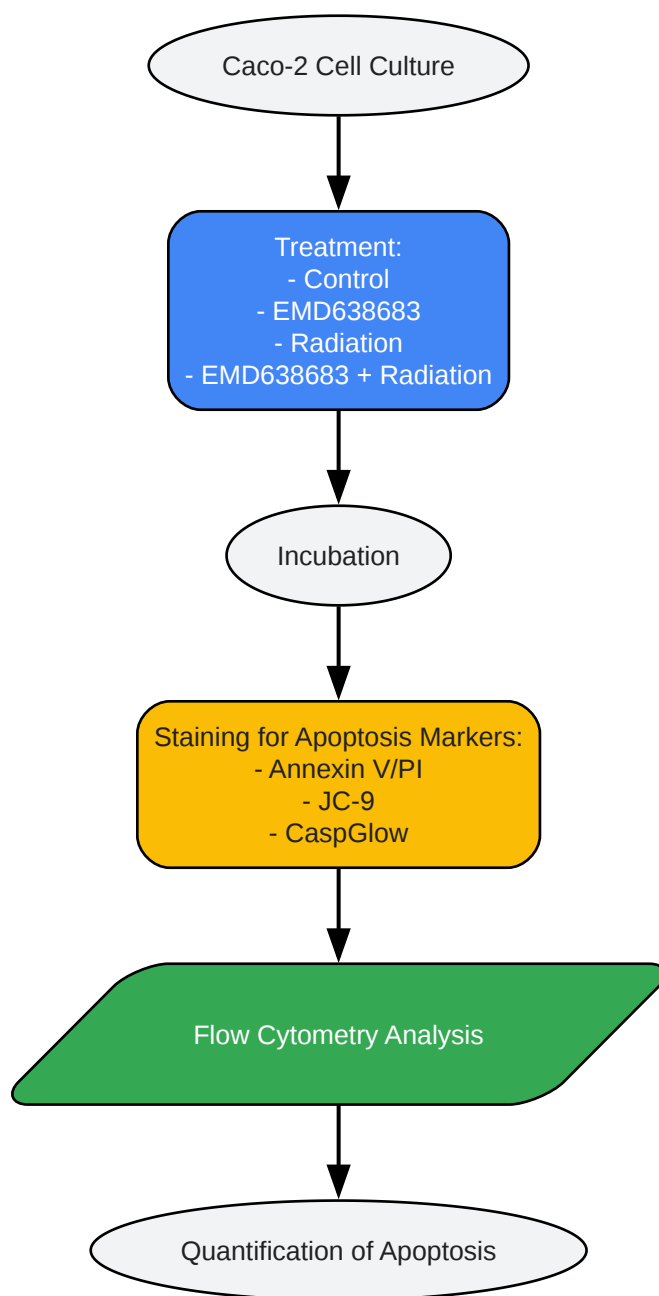 Caco-2 Cell Culture
Treatment:
- Control
- EMD638683
- Radiation
- EMD638683 + Radiation
Incubation
Staining for Apoptosis Markers:
- Annexin V/PI
- JC-9
- CaspGlow
Flow Cytometry Analysis
Quantification of Apoptosis